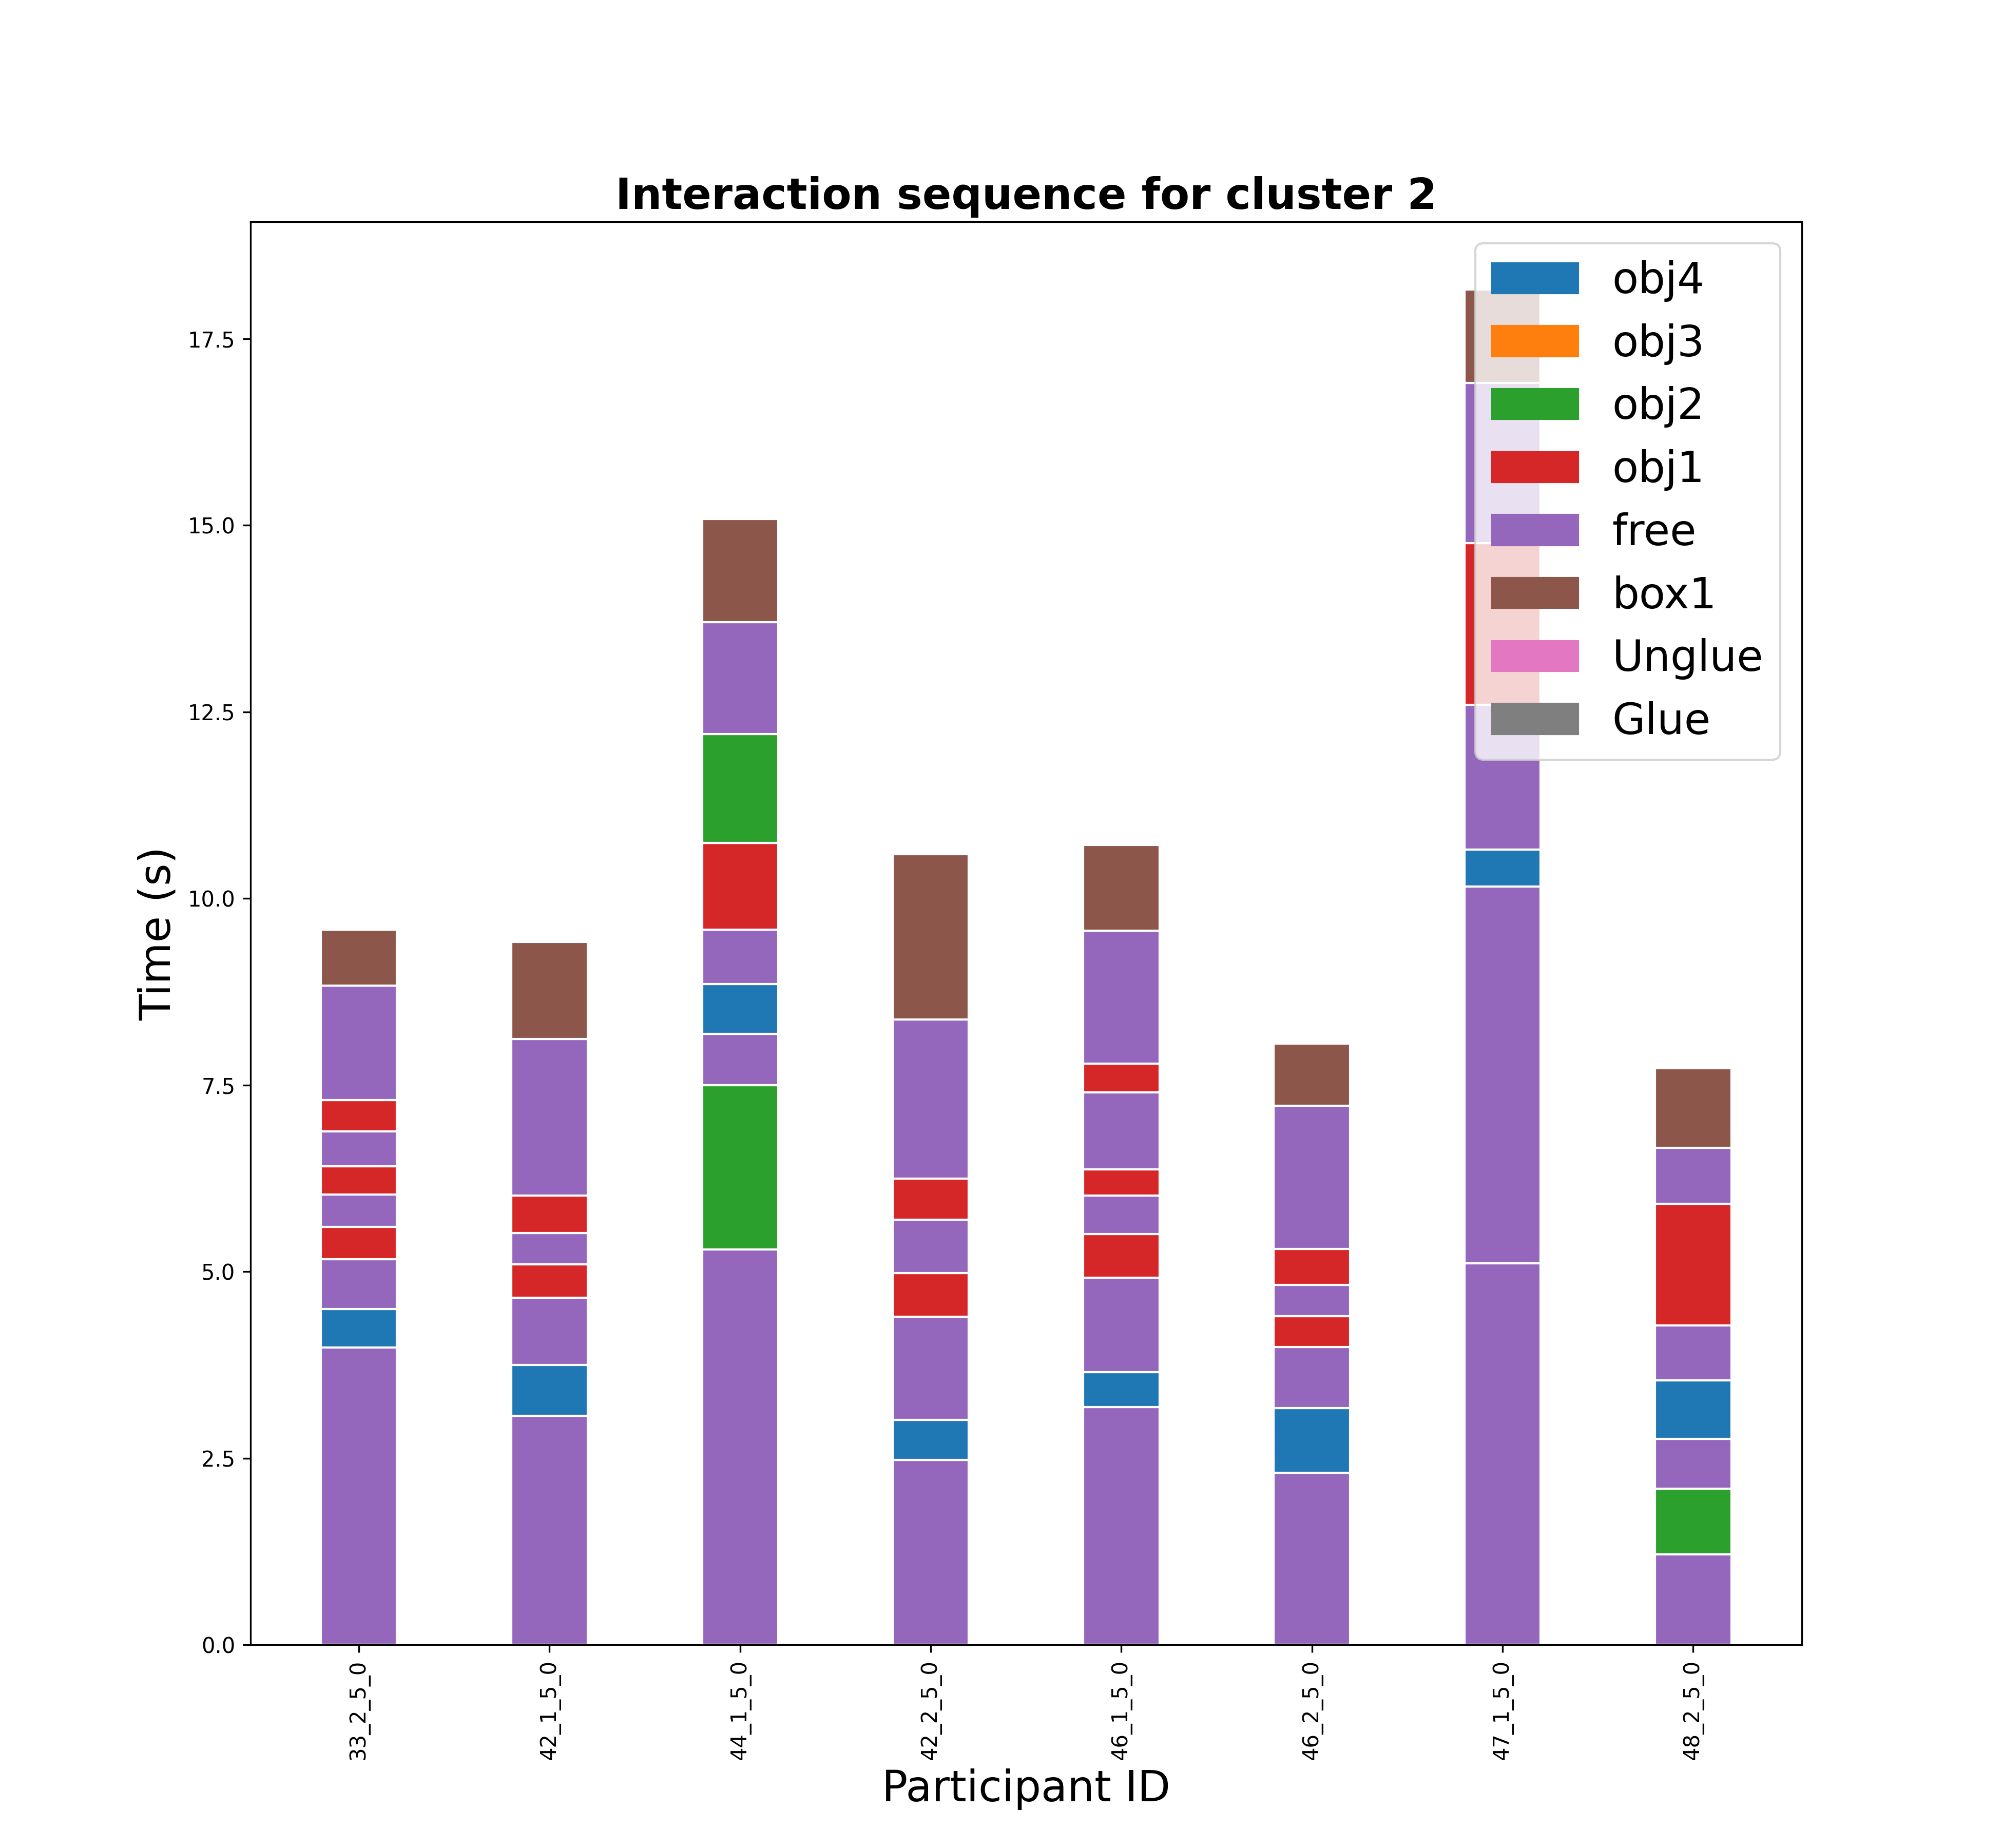 Interaction sequence for cluster 2
obj4
obj3
obj2
obj1
free
box1
Unglue
Glue
Time (s)
17.5
15.0
12.5
10.0
7.5
5.0
2.5
0.0
33_2_5_0
42_1_5_0
44_1_5_0
42_2_5_0
46_1_5_0
46_2_5_0
47_1_5_0
48_2_5_0
Participant ID